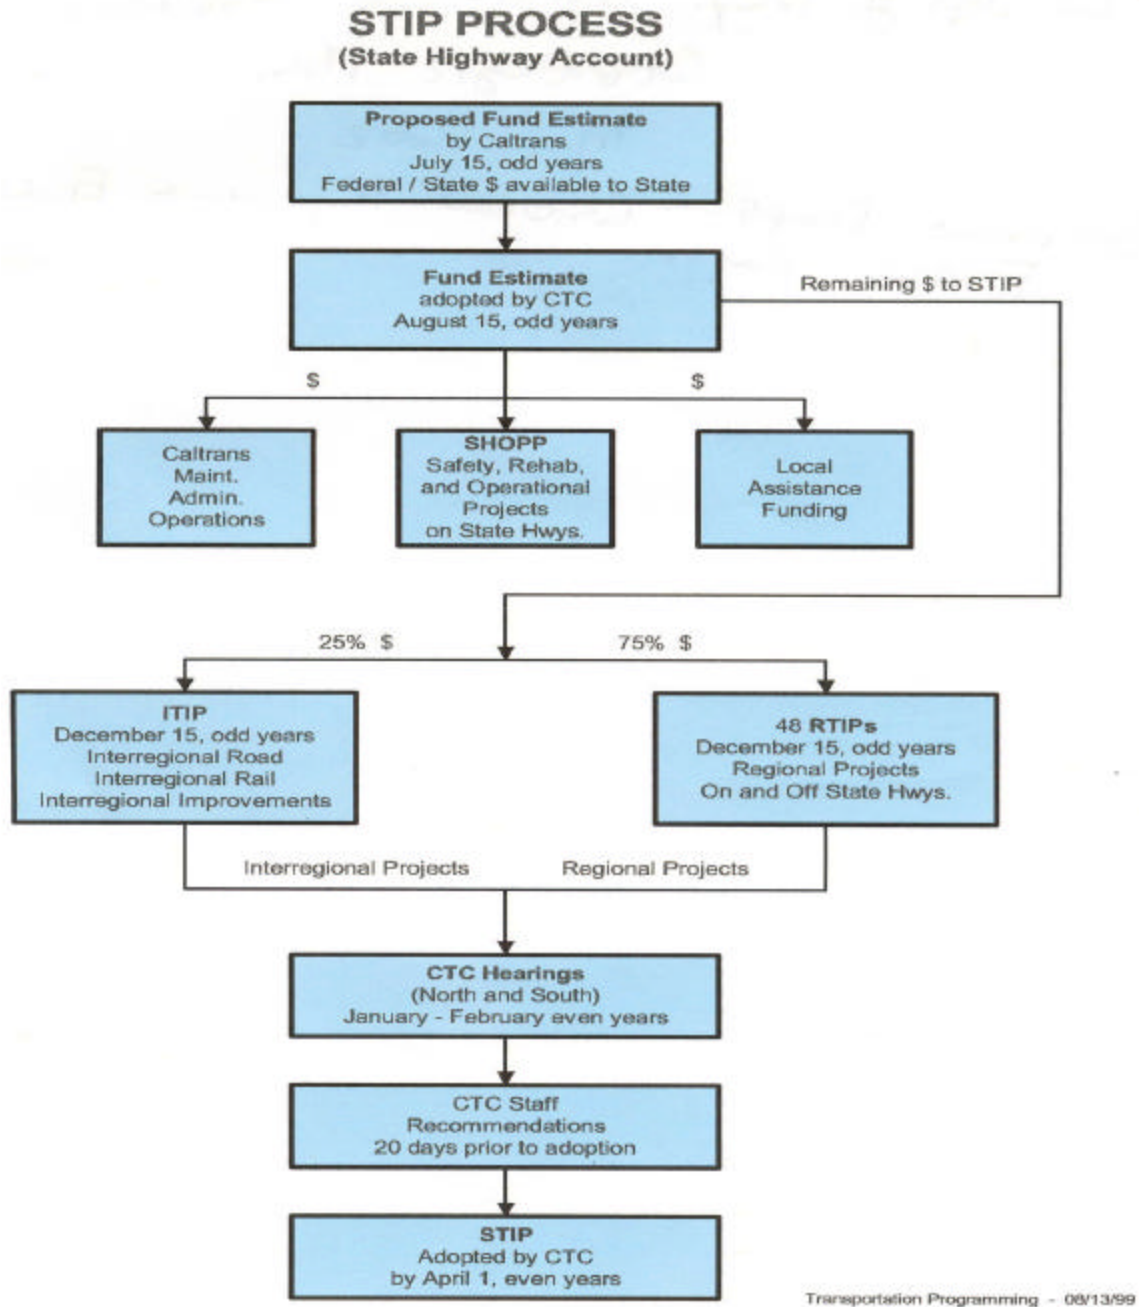 STIP PROCESS
(State Highway Account)
Proposed Fund Estimate
by Caltrans
July 15, odd years
Federal / State $ available to State
Fund Estimate
adopted by CTC
August 15, odd years
Remaining $ to STIP
$
$
Caltrans
Maint.
Admin.
Operations
SHOPP
Safety, Rehab,
and Operational
Projects
on State Hwys.
Local
Assistance
Funding
25% $
75% $
ITIP
December 15, odd years
Interregional Road
Interregional Rail
Interregional Improvements
48 RTIPs
December 15, odd years
Regional Projects
On and Off State Hwys.
Interregional Projects
Regional Projects
CTC Hearings
(North and South)
January - February even years
CTC Staff
Recommendations
20 days prior to adoption
STIP
Adopted by CTC
by April 1, even years
Transportation Programming - 08/13/99